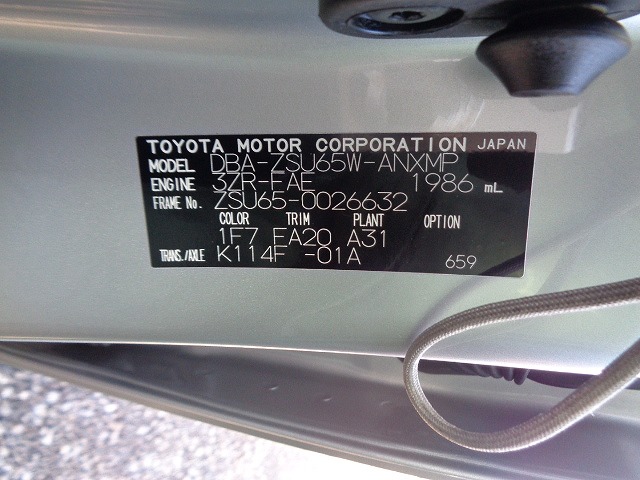 TOYOTA MOTOR CORPORATION JAPAN
MODEL DBA-ZSU65W-ANXMP
ENGINE 3ZR-FAE 1986 mL
FRAME No. ZSU65-0026632
COLOR TRIM PLANT OPTION
1F7 FA20 A31
TRANS./AXLE K114F -01A 659